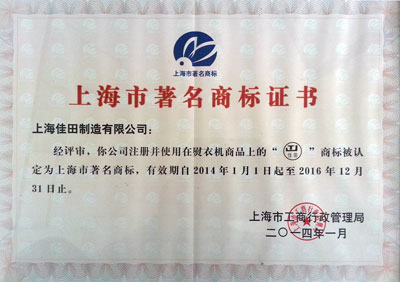 上海市著名商标
上海市著名商标证书
上海佳田制造有限公司：
经评审，你公司注册并使用在熨衣机商品上的“ ”商标被认
定为上海市著名商标，有效期自2014年1月1日起至2016年12月
31日止。
上海市工商行政管理局
二〇一四年一月